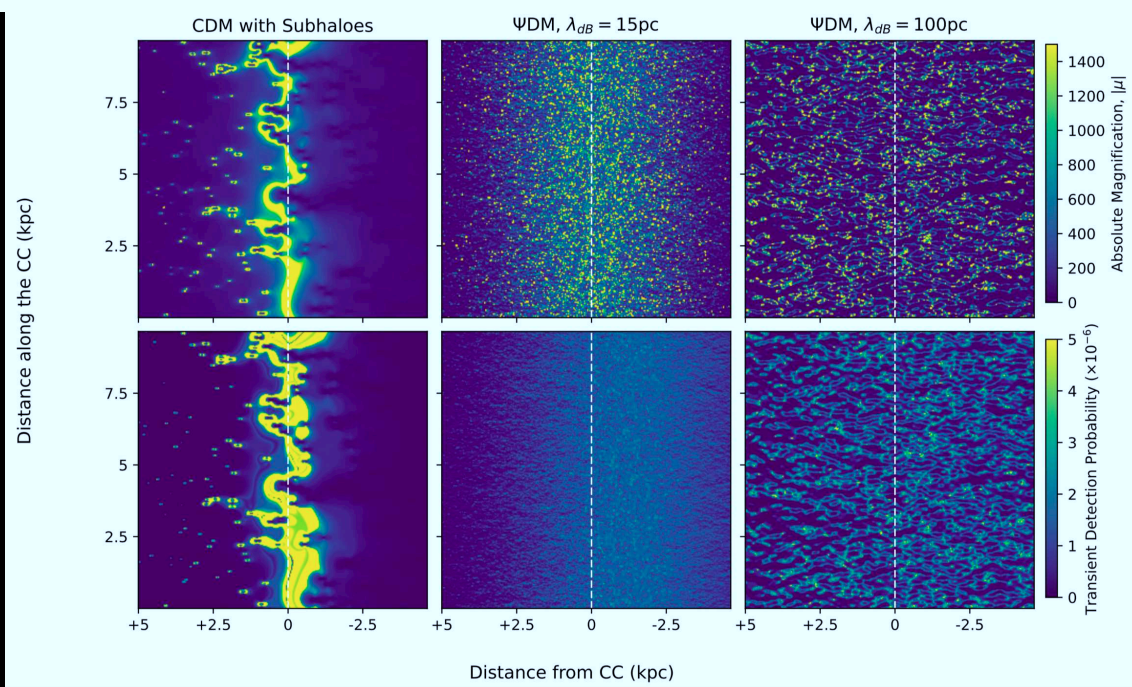 CDM with Subhaloes
ΨDM, λ_dB = 15pc
ΨDM, λ_dB = 100pc
7.5
5
2.5
1400
1200
1000
800
600
400
200
0
Absolute Magnification, |μ|
Distance along the CC (kpc)
7.5
5
2.5
5
4
3
2
1
0
Transient Detection Probability (×10⁻⁶)
+5 +2.5 0 -2.5
+5 +2.5 0 -2.5
+5 +2.5 0 -2.5
Distance from CC (kpc)